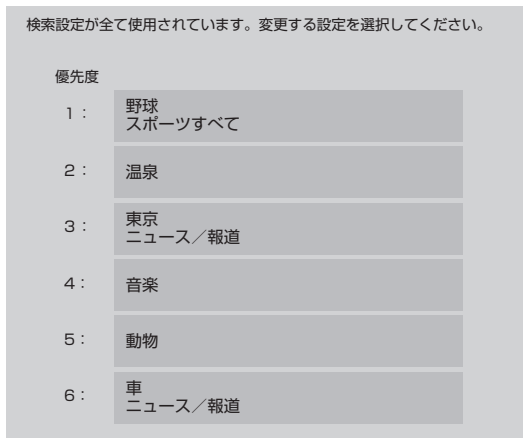 検索設定が全て使用されています。変更する設定を選択してください。
優先度
1：
野球
スポーツすべて
2：
温泉
3：
東京
ニュース／報道
4：
音楽
5：
動物
6：
車
ニュース／報道